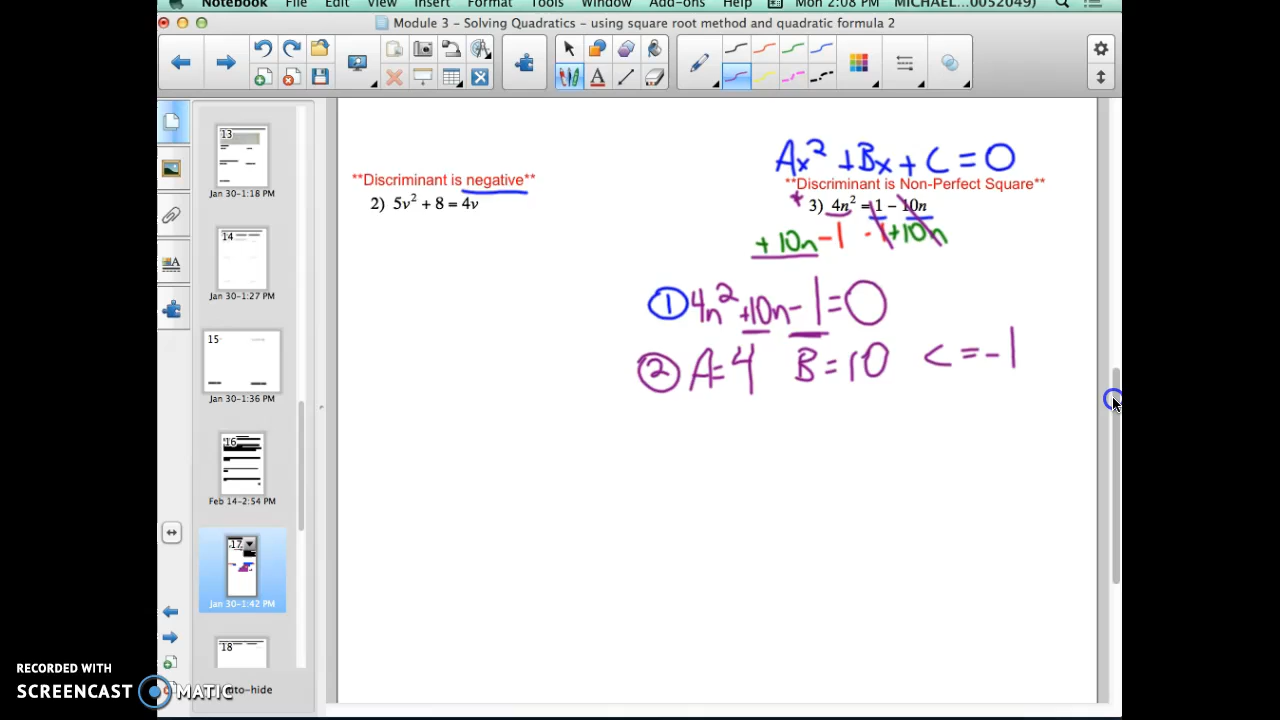 Notebook File Edit View Insert Format Tools Window Add-ons Help Mon 2:08 PM MICHAEL...0052049)
Module 3 - Solving Quadratics - using square root method and quadratic formula 2
13
Jan 30-1:18 PM
14
Jan 30-1:27 PM
15
Jan 30-1:36 PM
16
Feb 14-2:54 PM
17
Jan 30-1:42 PM
18
**Discriminant is negative**
2) 5v² + 8 = 4v
Ax² + Bx + C = 0
**Discriminant is Non-Perfect Square**
* 3) 4n² = 1 − 10n
+ 10n − 1 - 1 + 10n
① 4n² + 10n − 1 = 0
② A = 4 B = 10 C = −1
RECORDED WITH
SCREENCAST MATIC